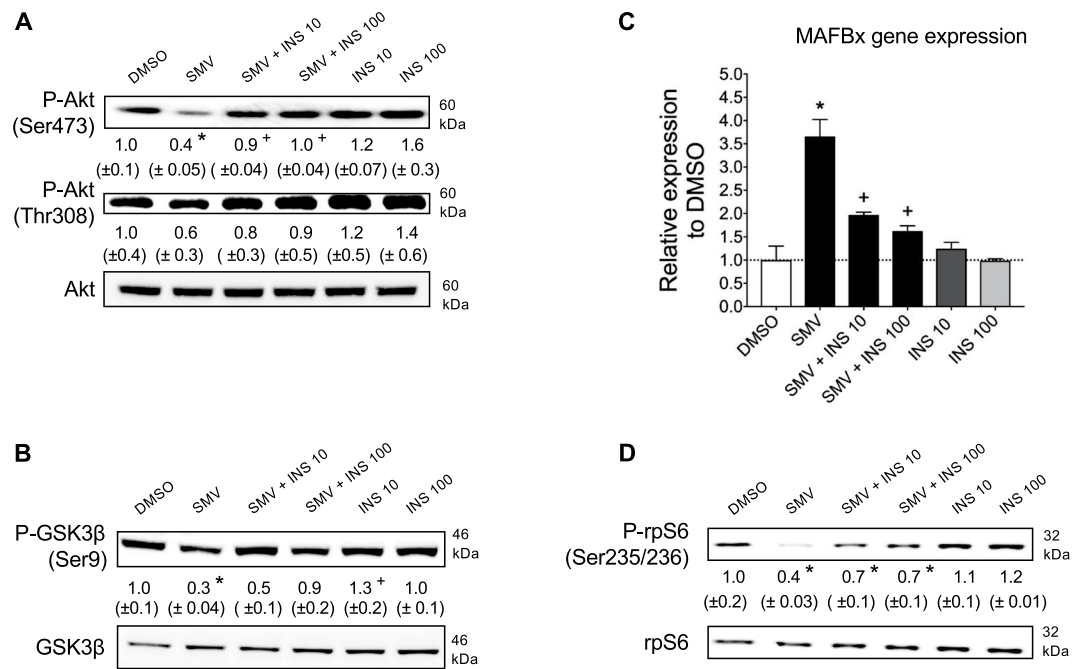 A
DMSO SMV SMV + INS 10 SMV + INS 100 INS 10 INS 100
P-Akt (Ser473) 60 kDa
1.0 0.4 * 0.9 + 1.0 + 1.2 1.6
(±0.1) (± 0.05) ( ±0.04) (±0.04) (±0.07) (± 0.3)
P-Akt (Thr308) 60 kDa
1.0 0.6 0.8 0.9 1.2 1.4
(±0.4) (± 0.3) ( ±0.3) (±0.5) (±0.5) (± 0.6)
Akt 60 kDa
B
DMSO SMV SMV + INS 10 SMV + INS 100 INS 10 INS 100
P-GSK3β (Ser9) 46 kDa
1.0 0.3 * 0.5 0.9 1.3 + 1.0
(±0.1) (± 0.04) ( ±0.1) (±0.2) (±0.2) (± 0.1)
GSK3β 46 kDa
C
MAFBx gene expression
Relative expression
to DMSO
5.0
4.5
4.0
3.5
3.0
2.5
2.0
1.5
1.0
0.5
0.0
*
+
+
DMSO SMV SMV + INS 10 SMV + INS 100 INS 10 INS 100
D
DMSO SMV SMV + INS 10 SMV + INS 100 INS 10 INS 100
P-rpS6 (Ser235/236) 32 kDa
1.0 0.4 * 0.7 * 0.7 * 1.1 1.2
(±0.2) (± 0.03) ( ±0.1) (±0.1) (±0.1) (± 0.01)
rpS6 32 kDa